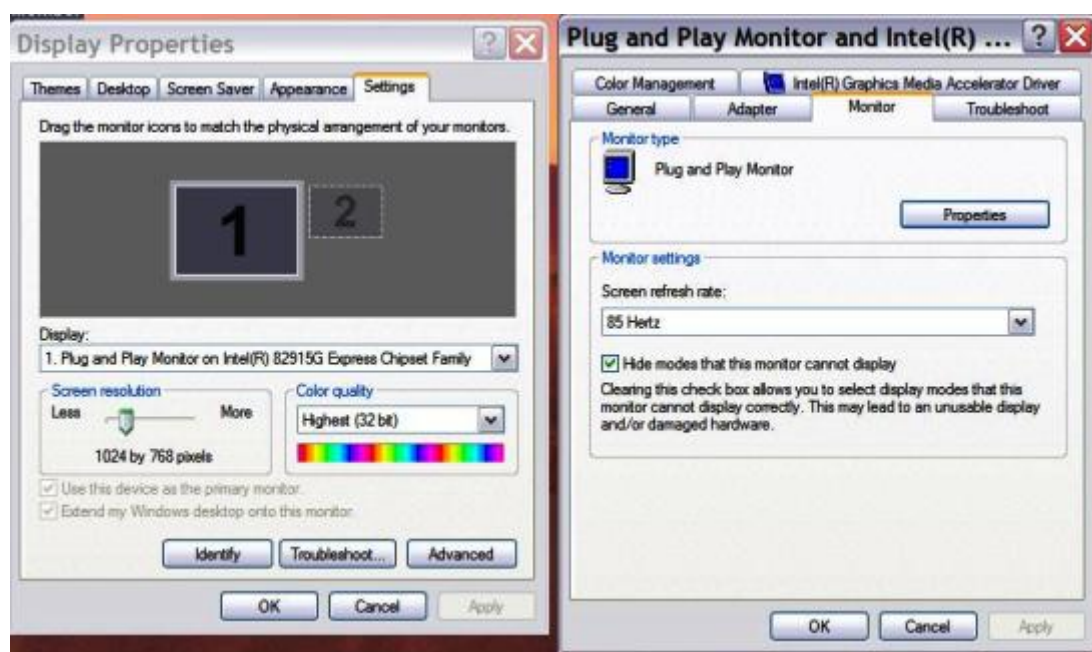 Display Properties
Themes Desktop Screen Saver Appearance Settings
Drag the monitor icons to match the physical arrangement of your monitors.
1
2
Display:
1. Plug and Play Monitor on Intel(R) 82915G Express Chipset Family
Screen resolution
Less More
1024 by 768 pixels
Color quality
Highest (32 bit)
Use this device as the primary monitor.
Extend my Windows desktop onto this monitor.
Identify Troubleshoot... Advanced
OK Cancel Apply
Plug and Play Monitor and Intel(R) ...
Color Management Intel(R) Graphics Media Accelerator Driver
General Adapter Monitor Troubleshoot
Monitor type
Plug and Play Monitor
Properties
Monitor settings
Screen refresh rate:
85 Hertz
Hide modes that this monitor cannot display
Clearing this check box allows you to select display modes that this
monitor cannot display correctly. This may lead to an unusable display
and/or damaged hardware.
OK Cancel Apply